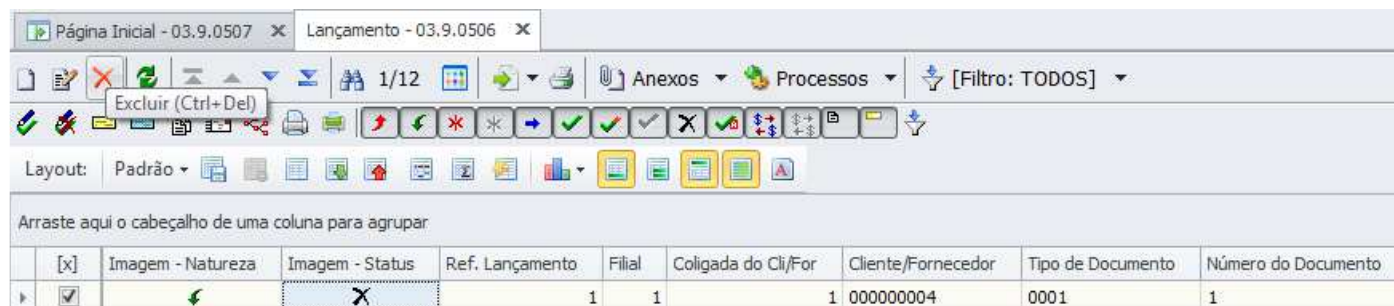 Página Inicial - 03.9.0507 Lançamento - 03.9.0506
1/12 Anexos Processos [Filtro: TODOS]
Excluir (Ctrl+Del)
Layout: Padrão
Arraste aqui o cabeçalho de uma coluna para agrupar
[x] Imagem - Natureza Imagem - Status Ref. Lançamento Filial Coligada do Cli/For Cliente/Fornecedor Tipo de Documento Número do Documento
1 1 1 000000004 0001 1